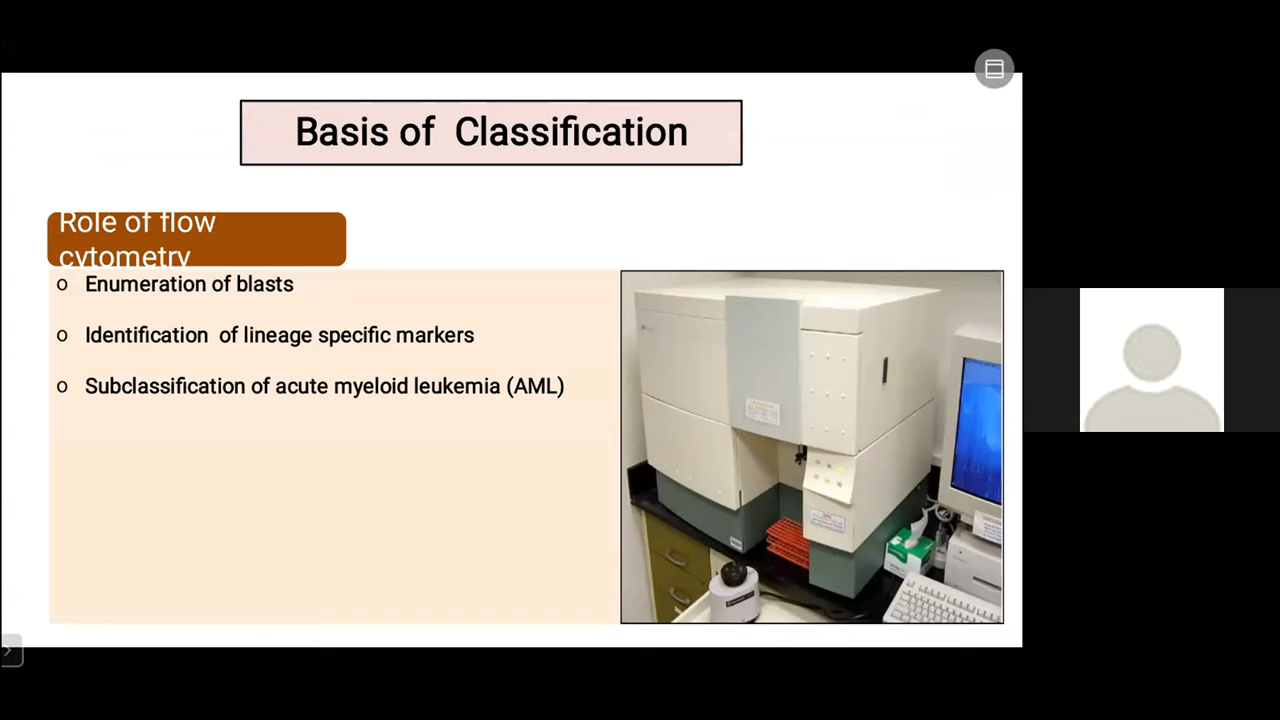 Basis of  Classification
Role of flow
cytometry
o Enumeration of blasts
o Identification  of lineage specific markers
o Subclassification of acute myeloid leukemia (AML)